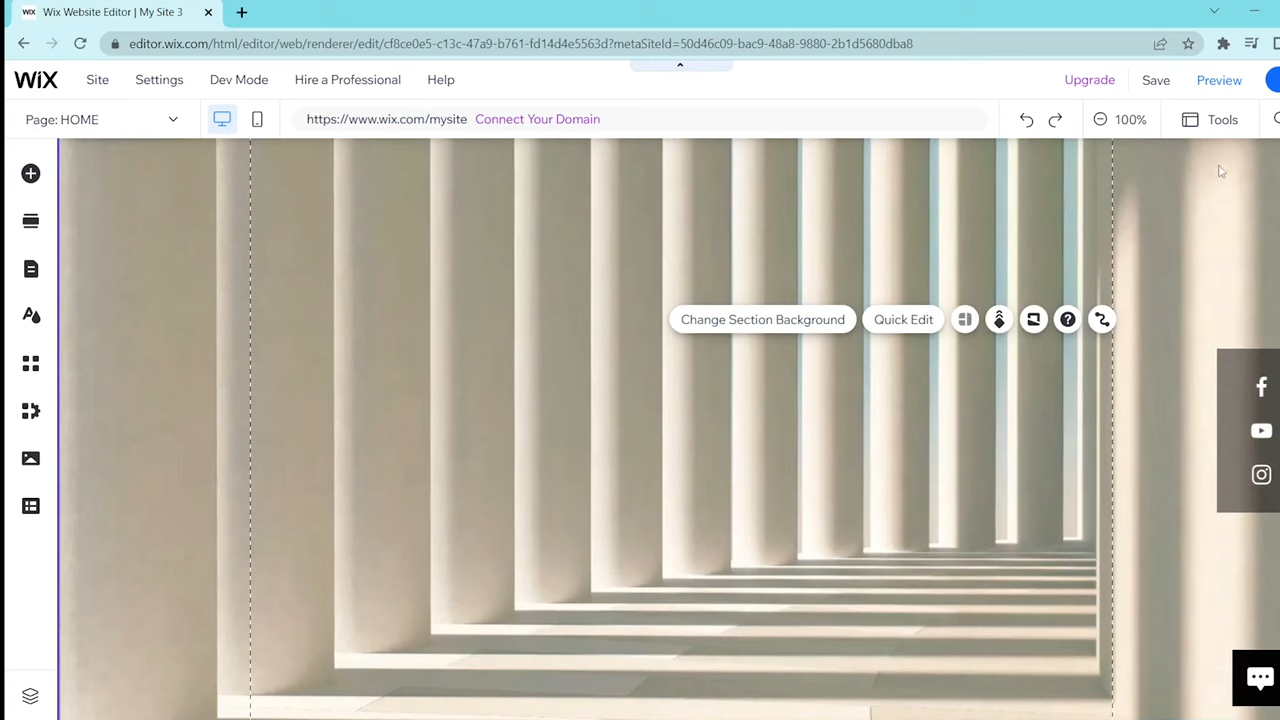 WiX Wix Website Editor | My Site 3
editor.wix.com/html/editor/web/renderer/edit/cf8ce0e5-c13c-47a9-b761-fd14d4e5563d?metaSiteId=50d46c09-bac9-48a8-9880-2b1d5680dba8
WiX Site Settings Dev Mode Hire a Professional Help Upgrade Save Preview
Page: HOME https://www.wix.com/mysite Connect Your Domain 100% Tools
Change Section Background Quick Edit